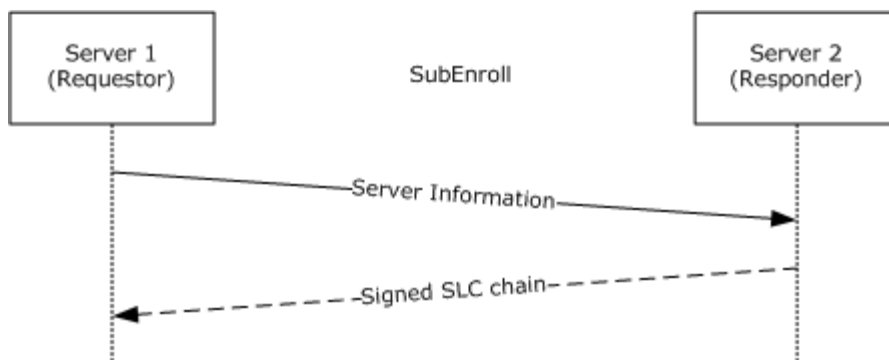 Server 1
(Requestor)
SubEnroll
Server 2
(Responder)
Server Information
Signed SLC chain